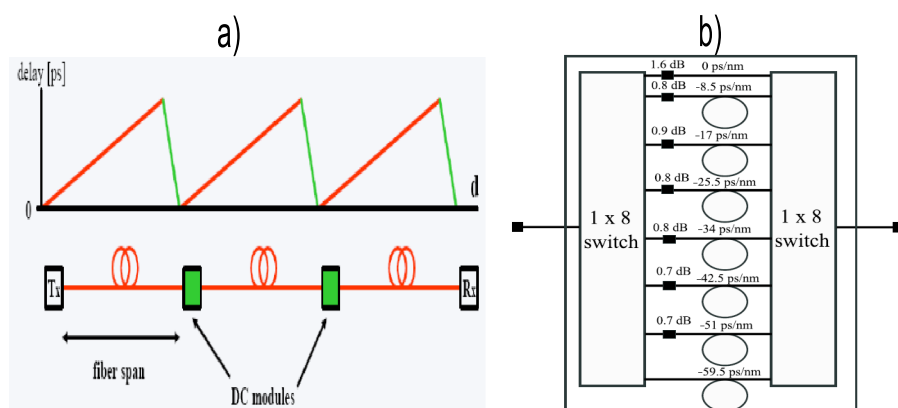 a)
delay [ps]
0
d
Tx
Rx
fiber span
DC modules
b)
1.6 dB 0 ps/nm
0.8 dB -8.5 ps/nm
0.9 dB -17 ps/nm
0.8 dB -25.5 ps/nm
0.8 dB -34 ps/nm
0.7 dB -42.5 ps/nm
0.7 dB -51 ps/nm
-59.5 ps/nm
1 x 8
switch
1 x 8
switch